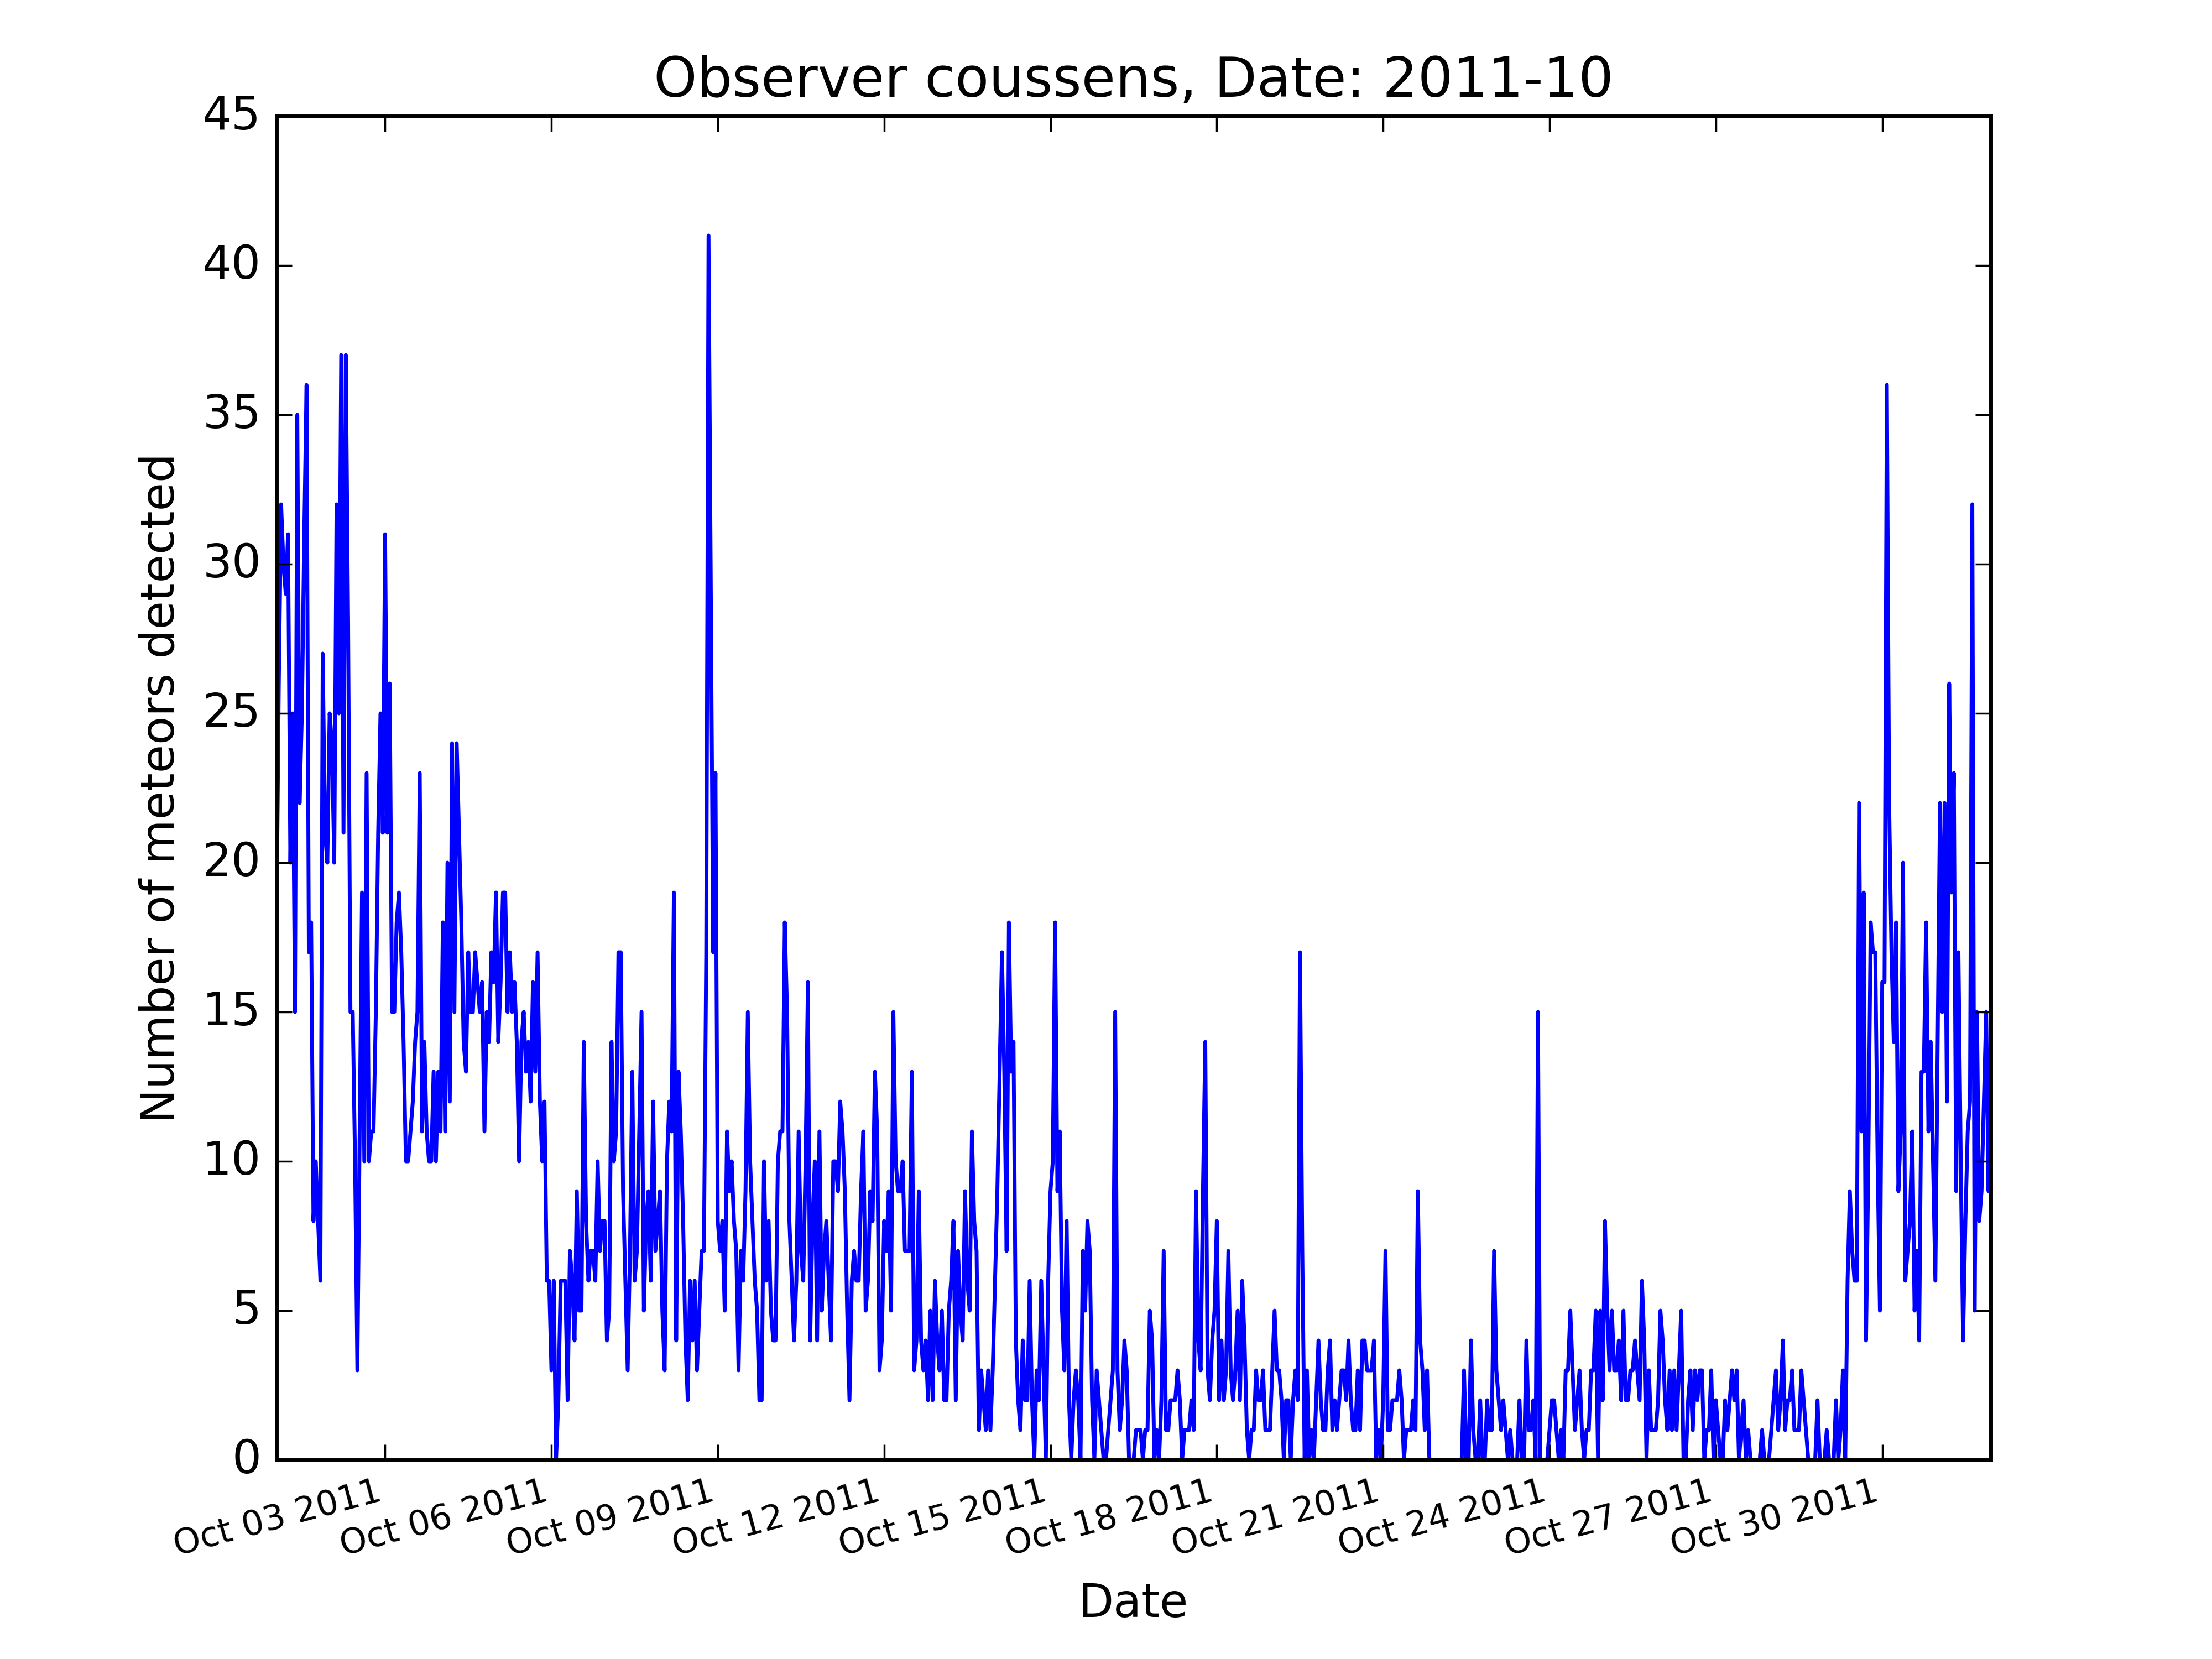 Observer coussens, Date: 2011-10
45
40
35
30
25
20
15
10
5
0
Number of meteors detected
Oct 03 2011
Oct 06 2011
Oct 09 2011
Oct 12 2011
Oct 15 2011
Oct 18 2011
Oct 21 2011
Oct 24 2011
Oct 27 2011
Oct 30 2011
Date